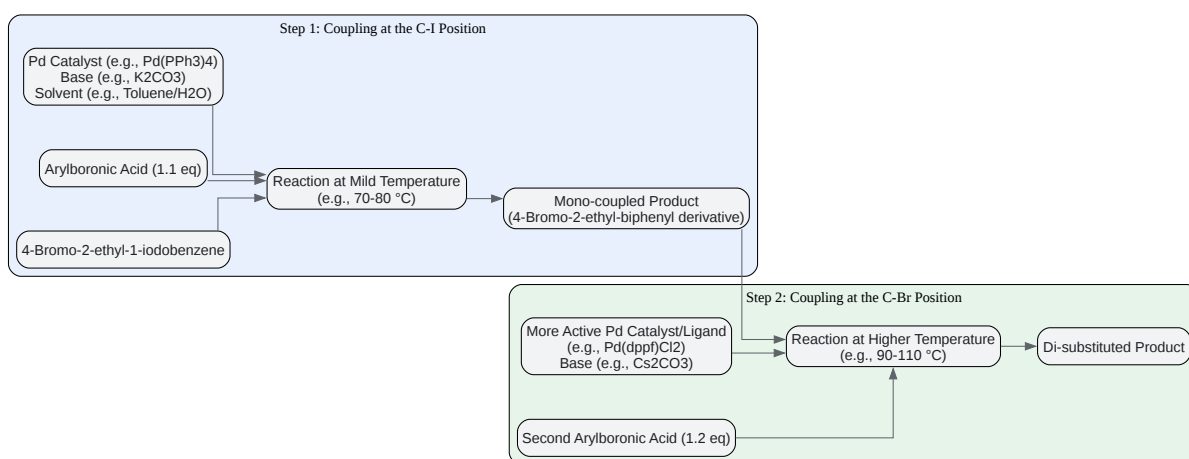 Step 1: Coupling at the C-I Position
Pd Catalyst (e.g., Pd(PPh3)4)
Base (e.g., K2CO3)
Solvent (e.g., Toluene/H2O)
Arylboronic Acid (1.1 eq)
4-Bromo-2-ethyl-1-iodobenzene
Reaction at Mild Temperature
(e.g., 70-80 °C)
Mono-coupled Product
(4-Bromo-2-ethyl-biphenyl derivative)
Step 2: Coupling at the C-Br Position
More Active Pd Catalyst/Ligand
(e.g., Pd(dppf)Cl2)
Base (e.g., Cs2CO3)
Second Arylboronic Acid (1.2 eq)
Reaction at Higher Temperature
(e.g., 90-110 °C)
Di-substituted Product